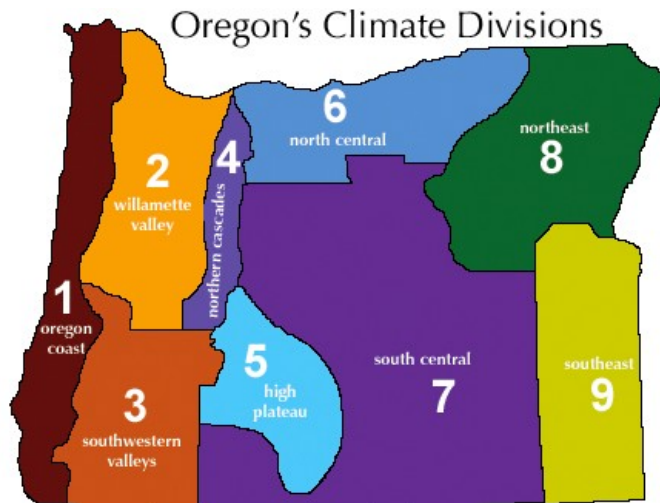 Oregon's Climate Divisions
1
oregon
coast
2
willamette
valley
3
southwestern
valleys
4
northern cascades
5
high
plateau
6
north central
south central
7
northeast
8
southeast
9